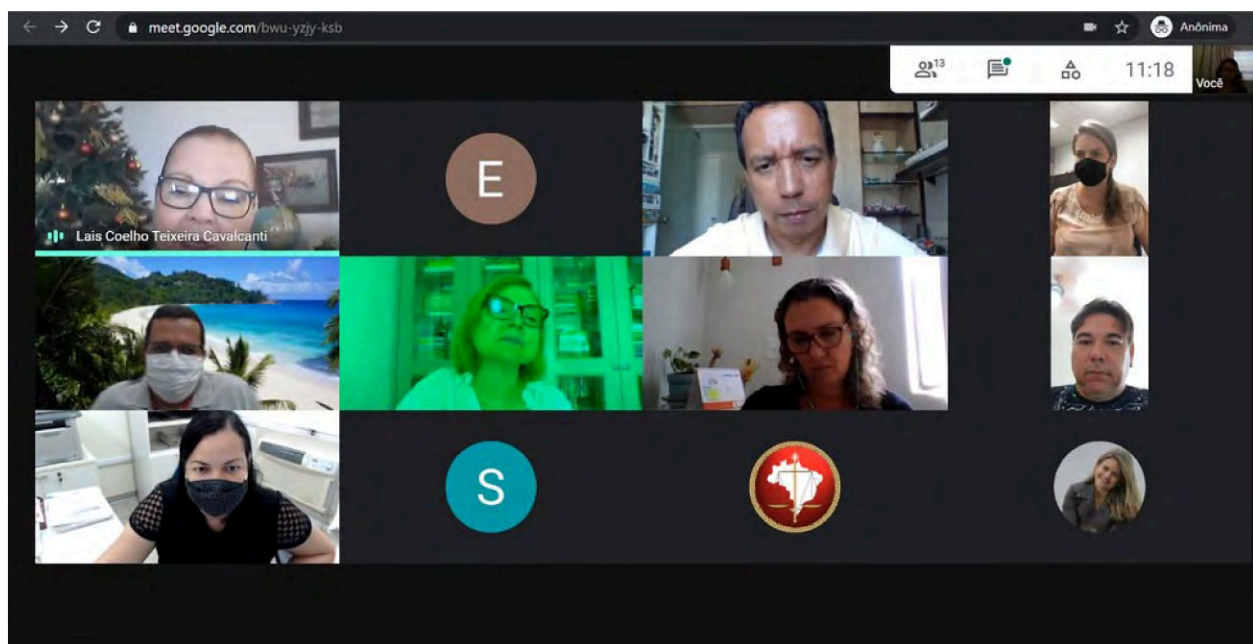 meet.google.com/bwu-yzjy-ksb
Anônima
13
11:18
Você
Lais Coelho Teixeira Cavalcanti
E
S